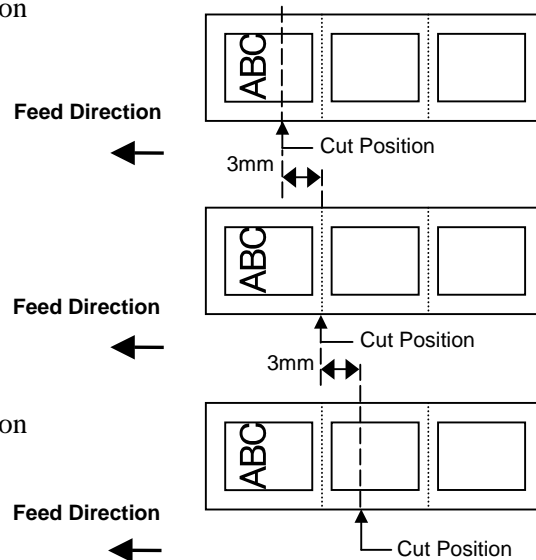 on
ABC
Feed Direction
Cut Position
3mm
ABC
Feed Direction
Cut Position
3mm
on
ABC
Feed Direction
Cut Position